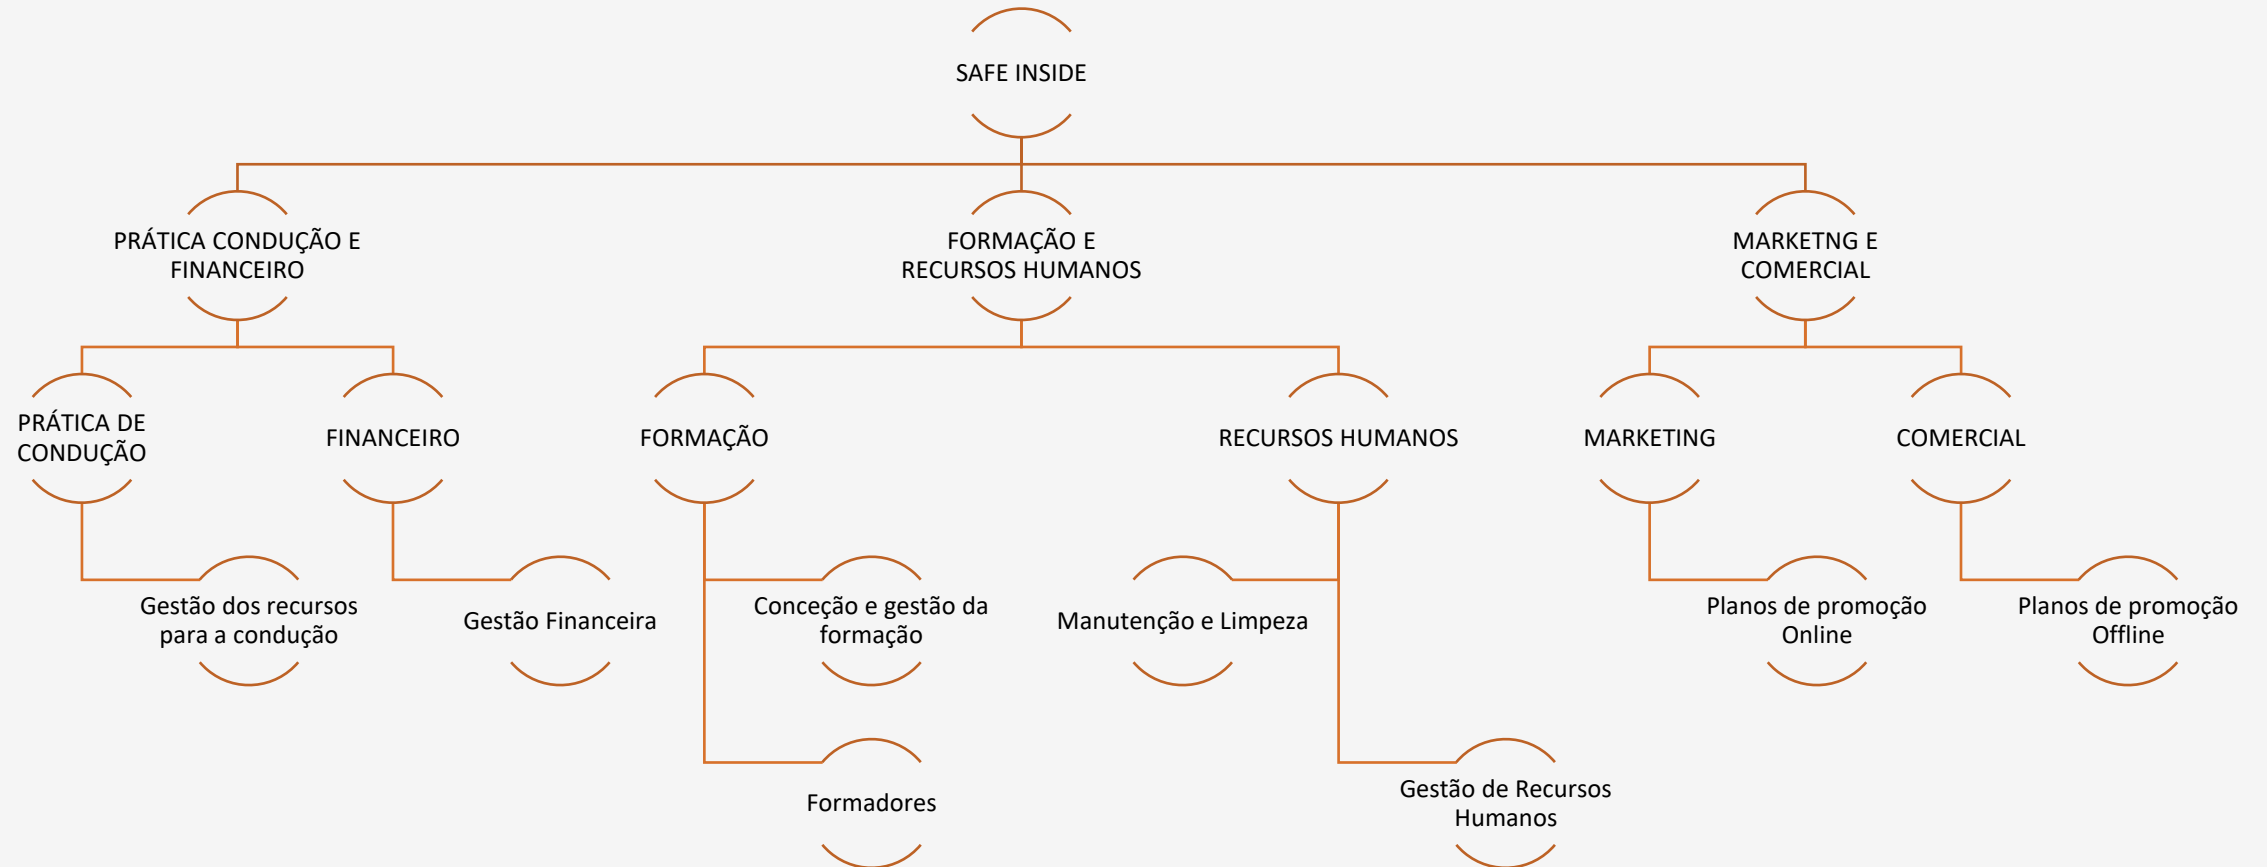 SAFE INSIDE
PRÁTICA CONDUÇÃO E
FINANCEIRO
FORMAÇÃO E
RECURSOS HUMANOS
MARKETNG E
COMERCIAL
PRÁTICA DE
CONDUÇÃO
FINANCEIRO
FORMAÇÃO
RECURSOS HUMANOS
MARKETING
COMERCIAL
Gestão dos recursos
para a condução
Gestão Financeira
Conceção e gestão da
formação
Manutenção e Limpeza
Planos de promoção
Online
Planos de promoção
Offline
Formadores
Gestão de Recursos
Humanos